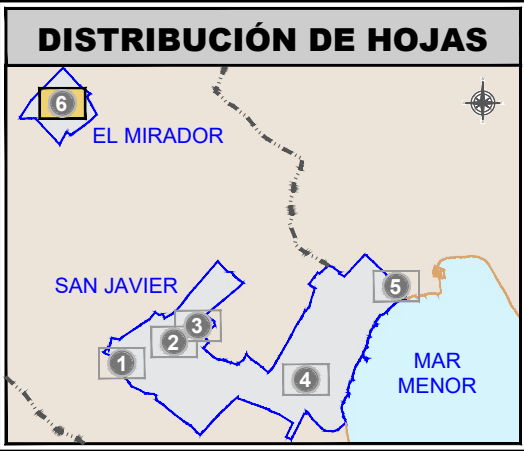 DISTRIBUCIÓN DE HOJAS
6
EL MIRADOR
SAN JAVIER
5
3
2
1
4
MAR
MENOR